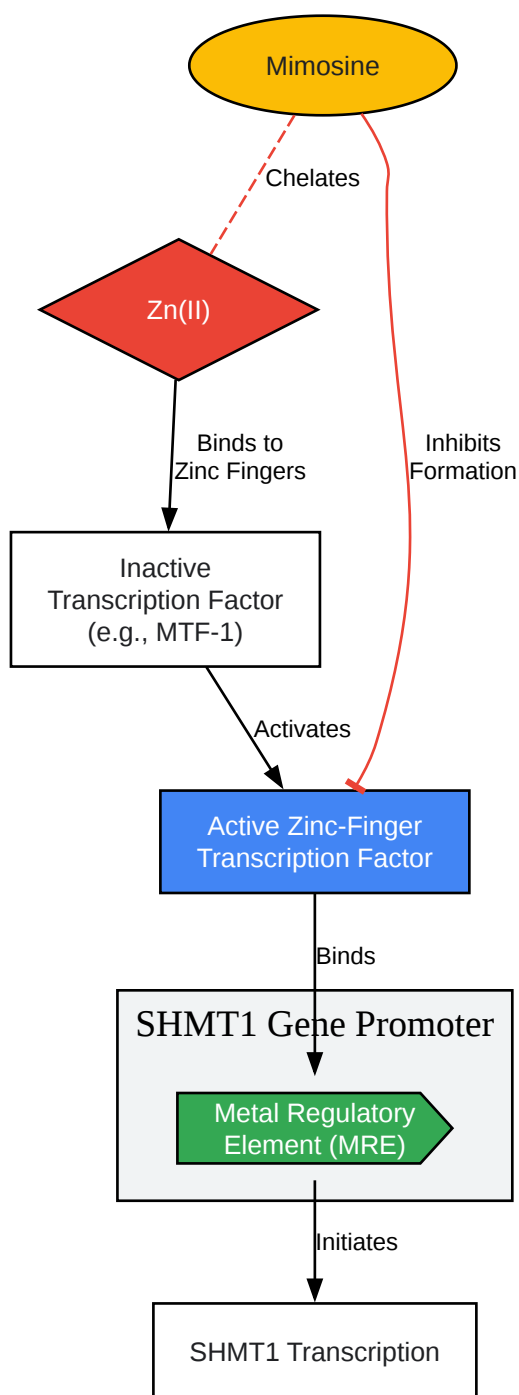 Mimosine
Chelates
Zn(II)
Binds to
Zinc Fingers
Inhibits
Formation
Inactive
Transcription Factor
(e.g., MTF-1)
Activates
Active Zinc-Finger
Transcription Factor
Binds
SHMT1 Gene Promoter
Metal Regulatory
Element (MRE)
Initiates
SHMT1 Transcription